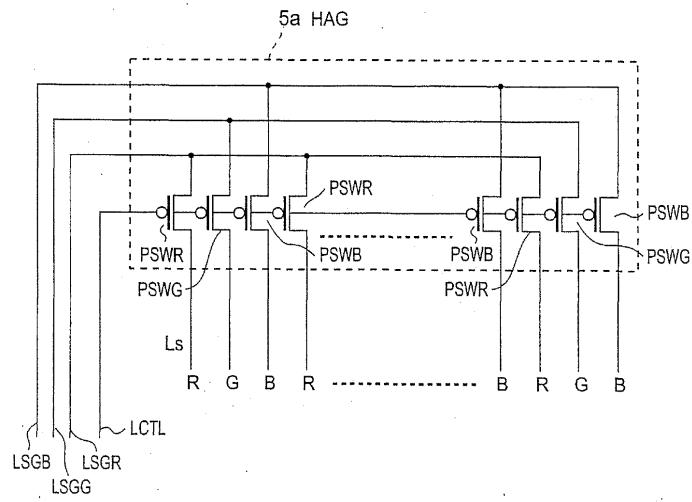 5a HAG
PSWR
PSWR
PSWG
PSWB
PSWB
PSWR
PSWB
PSWG
Ls
R G B R B R G B
LCTL
LSGB
LSGR
LSGG